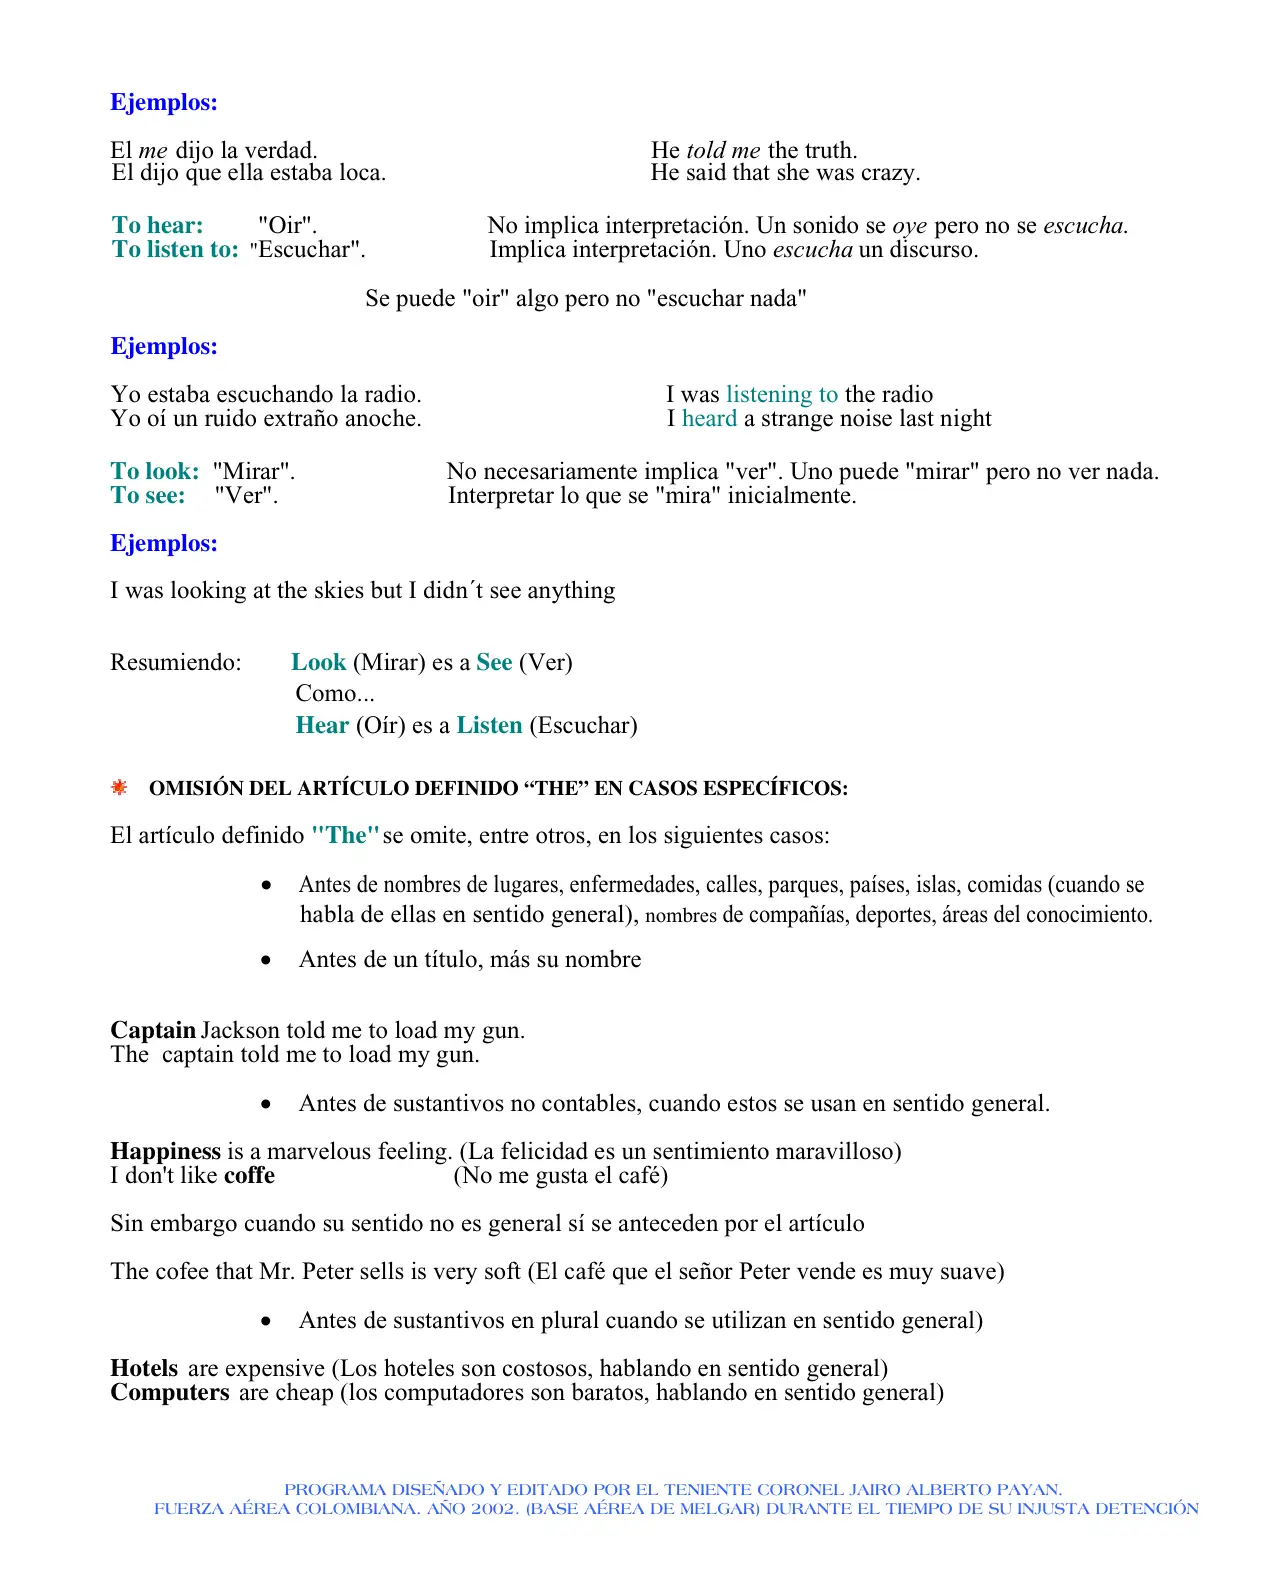 Ejemplos:
El me dijo la verdad. He told me the truth.
El dijo que ella estaba loca. He said that she was crazy.
To hear: "Oir". No implica interpretación. Un sonido se oye pero no se escucha.
To listen to: "Escuchar". Implica interpretación. Uno escucha un discurso.
Se puede "oir" algo pero no "escuchar nada"
Ejemplos:
Yo estaba escuchando la radio. I was listening to the radio
Yo oí un ruido extraño anoche. I heard a strange noise last night
To look: "Mirar". No necesariamente implica "ver". Uno puede "mirar" pero no ver nada.
To see: "Ver". Interpretar lo que se "mira" inicialmente.
Ejemplos:
I was looking at the skies but I didn´t see anything
Resumiendo: Look (Mirar) es a See (Ver)
Como...
Hear (Oír) es a Listen (Escuchar)
OMISIÓN DEL ARTÍCULO DEFINIDO “THE” EN CASOS ESPECÍFICOS:
El artículo definido "The" se omite, entre otros, en los siguientes casos:
• Antes de nombres de lugares, enfermedades, calles, parques, países, islas, comidas (cuando se
habla de ellas en sentido general), nombres de compañías, deportes, áreas del conocimiento.
• Antes de un título, más su nombre
Captain Jackson told me to load my gun.
The captain told me to load my gun.
• Antes de sustantivos no contables, cuando estos se usan en sentido general.
Happiness is a marvelous feeling. (La felicidad es un sentimiento maravilloso)
I don't like coffe (No me gusta el café)
Sin embargo cuando su sentido no es general sí se anteceden por el artículo
The cofee that Mr. Peter sells is very soft (El café que el señor Peter vende es muy suave)
• Antes de sustantivos en plural cuando se utilizan en sentido general)
Hotels are expensive (Los hoteles son costosos, hablando en sentido general)
Computers are cheap (los computadores son baratos, hablando en sentido general)
PROGRAMA DISEÑADO Y EDITADO POR EL TENIENTE CORONEL JAIRO ALBERTO PAYAN.
FUERZA AÉREA COLOMBIANA. AÑO 2002. (BASE AÉREA DE MELGAR) DURANTE EL TIEMPO DE SU INJUSTA DETENCIÓN